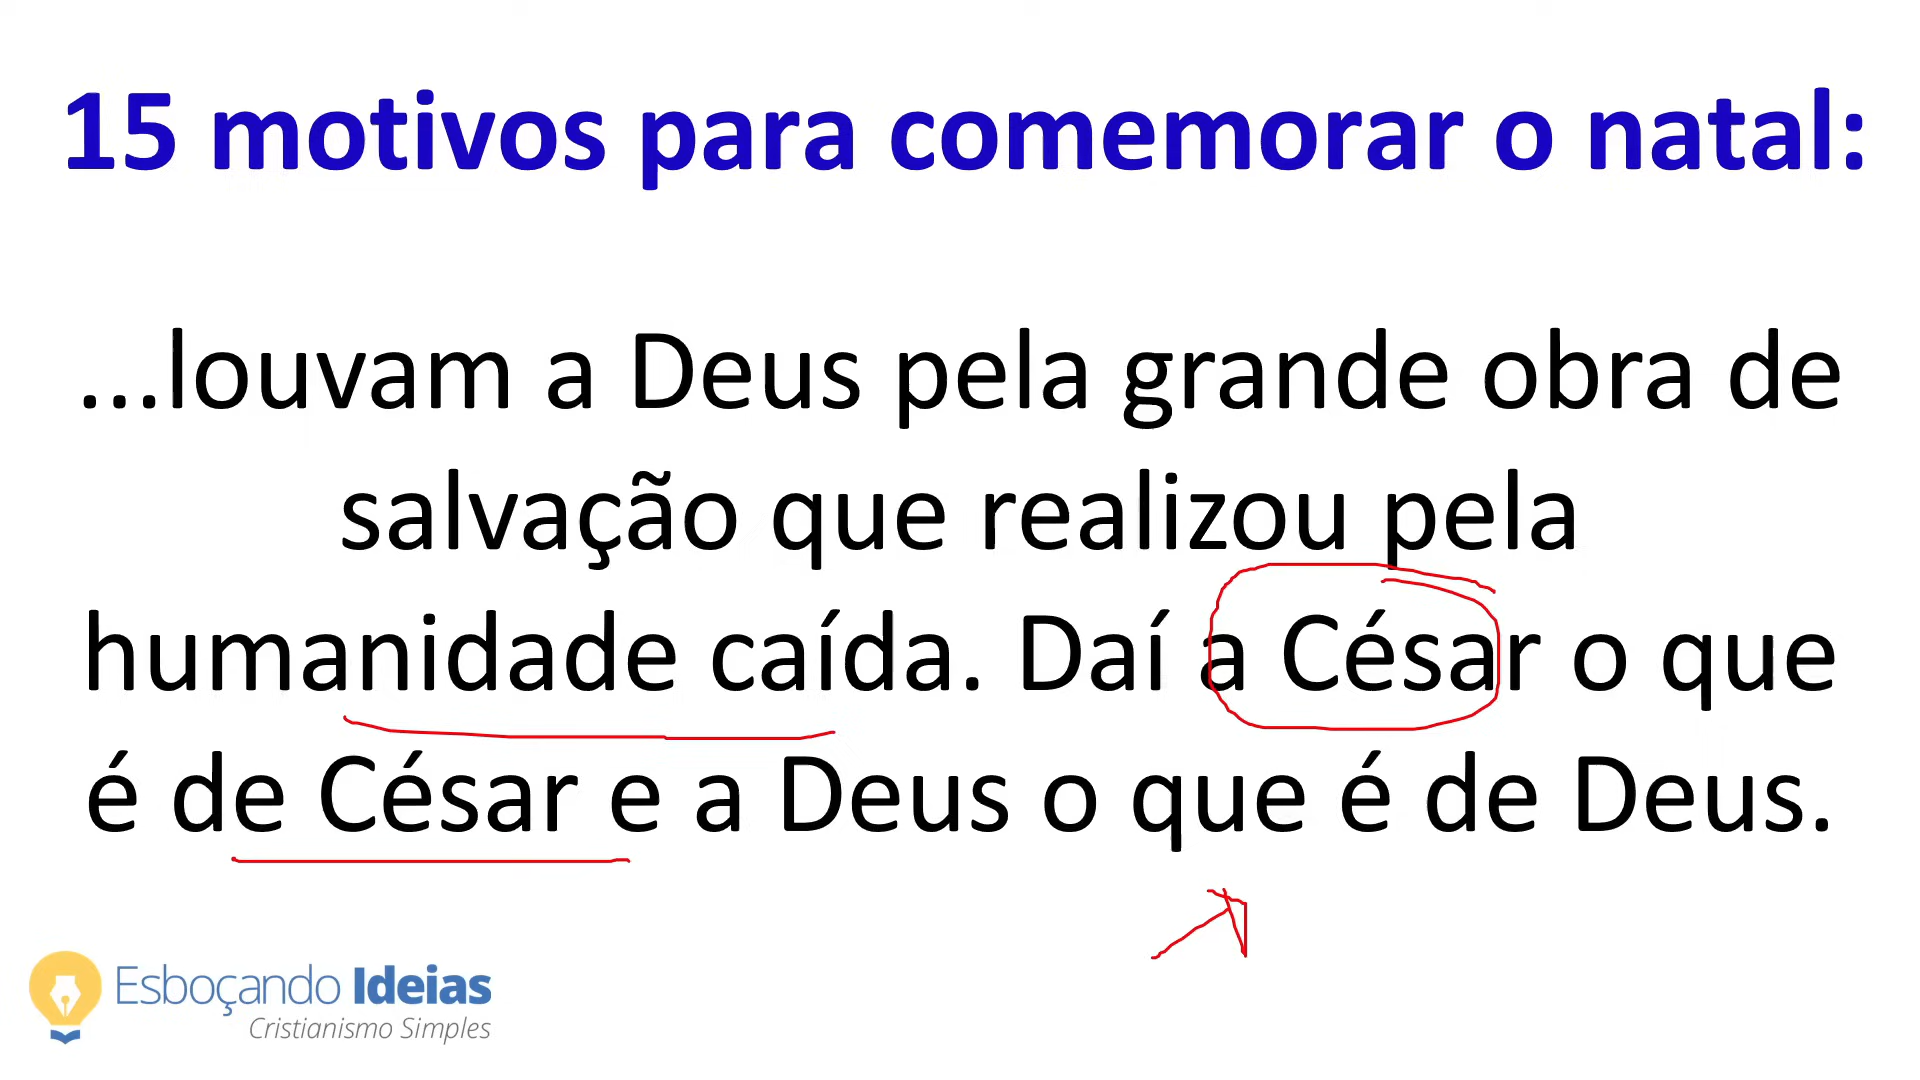 15 motivos para comemorar o natal:
...louvam a Deus pela grande obra de
salvação que realizou pela
humanidade caída. Daí a César o que
é de César e a Deus o que é de Deus.
Esboçando Ideias
Cristianismo Simples